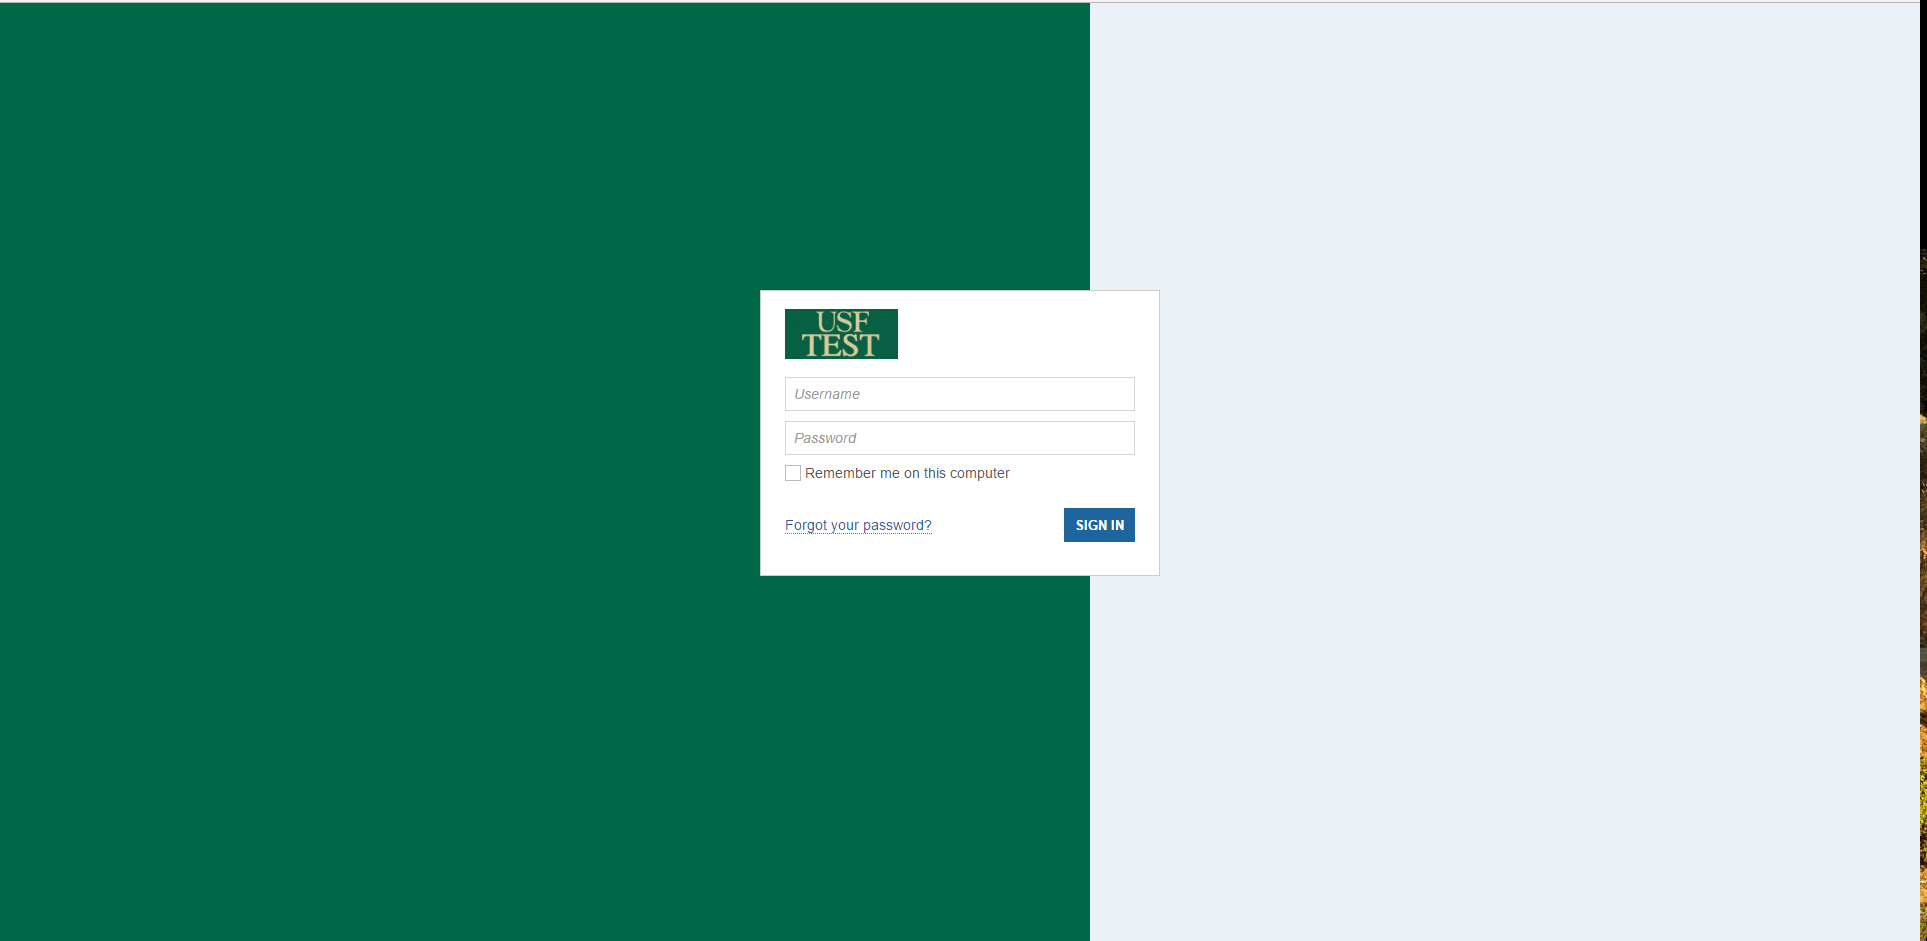 USF
TEST
Username
Password
Remember me on this computer
Forgot your password?
SIGN IN